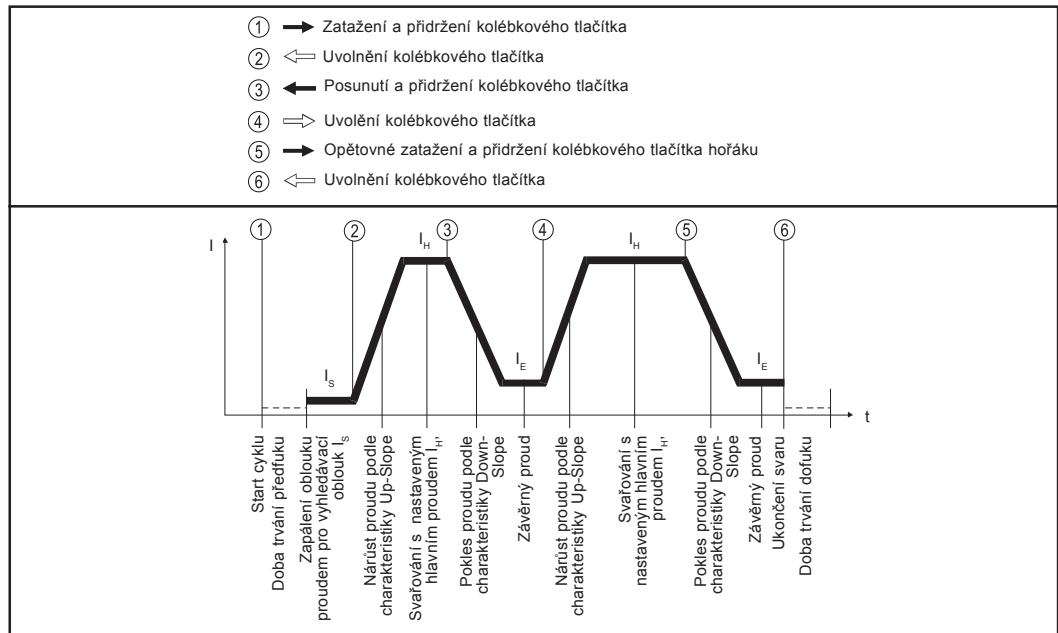 1 Zatažení a přidržení kolébkového tlačítka
2 Uvolnění kolébkového tlačítka
3 Posunutí a přidržení kolébkového tlačítka
4 Uvolění kolébkového tlačítka
5 Opětovné zatažení a přidržení kolébkového tlačítka hořáku
6 Uvolnění kolébkového tlačítka
1 2 3 4 5 6
I
I_H
I_H
I_S
I_E
I_E
t
Start cyklu
Doba trvání předfuku
Zapálení oblouku
proudem pro vyhledávací
oblouk I_S
Nárůst proudu podle
charakteristiky Up-Slope
Svařování s nastaveným
hlavním proudem I_H,
Pokles proudu podle
charakteristiky Down-
Slope
Závěrný proud
Nárůst proudu podle
charakteristiky Up-Slope
Svařování s
nastaveným hlavním
proudem I_H,
Pokles proudu podle
charakteristiky Down-
Slope
Závěrný proud
Ukončení svaru
Doba trvání dofuku